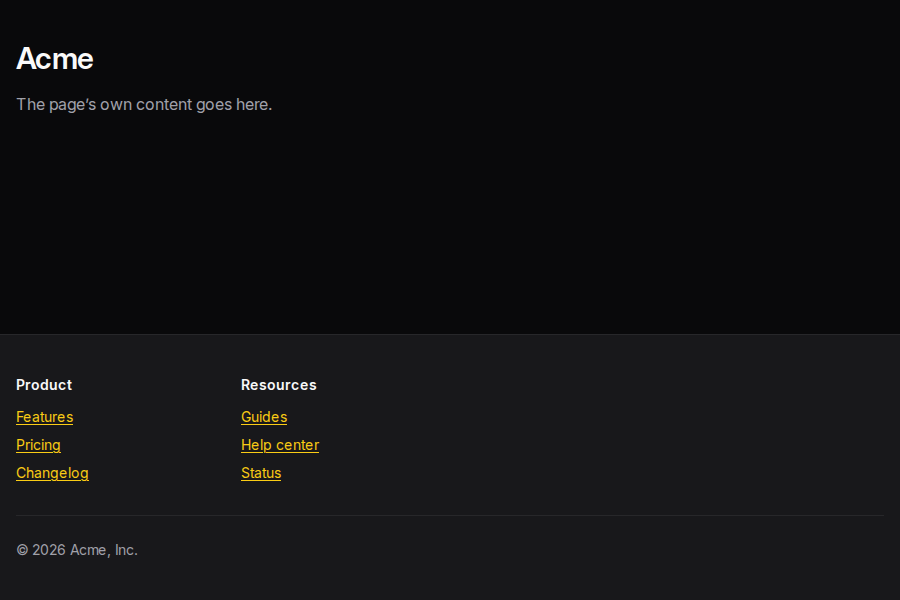 Acme
The page’s own content goes here.
Product
Features
Pricing
Changelog
Resources
Guides
Help center
Status
© 2026 Acme, Inc.